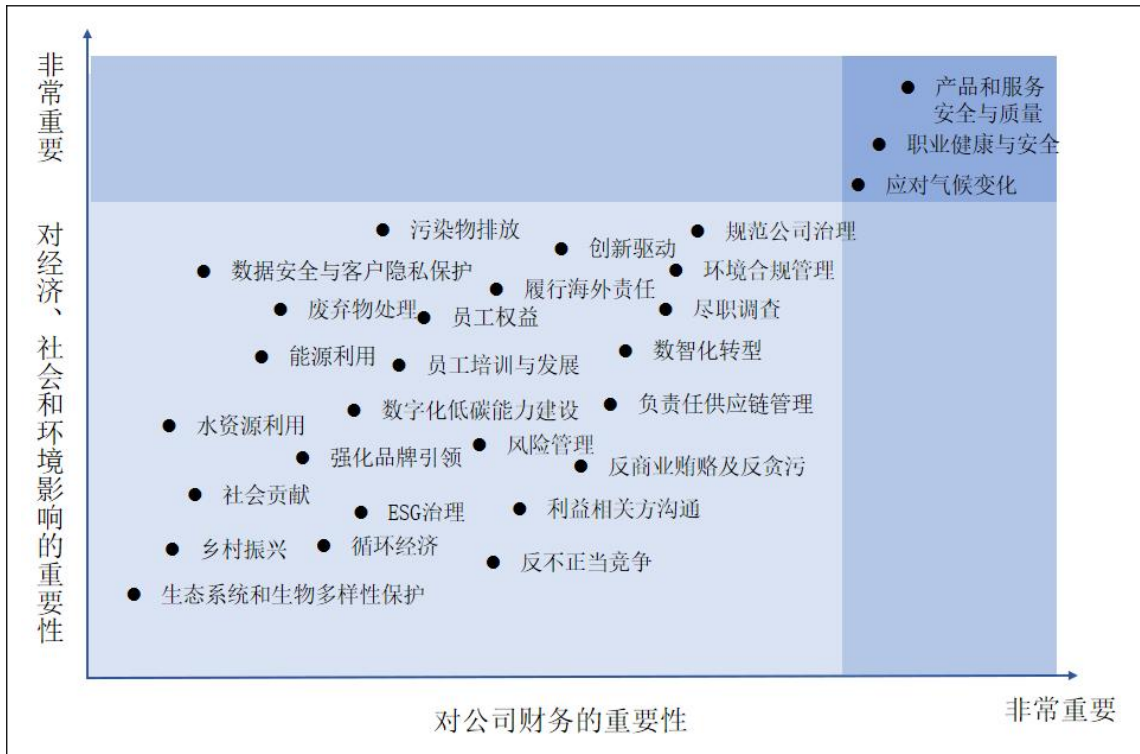 非常重要
对经济、社会和环境影响的重要性
产品和服务
安全与质量
职业健康与安全
应对气候变化
污染物排放
规范公司治理
创新驱动
数据安全与客户隐私保护
环境合规管理
履行海外责任
废弃物处理
员工权益
尽职调查
能源利用
员工培训与发展
数智化转型
数字化低碳能力建设
负责任供应链管理
水资源利用
强化品牌引领
风险管理
反商业贿赂及反贪污
社会贡献
ESG治理
利益相关方沟通
乡村振兴
循环经济
反不正当竞争
生态系统和生物多样性保护
对公司财务的重要性
非常重要